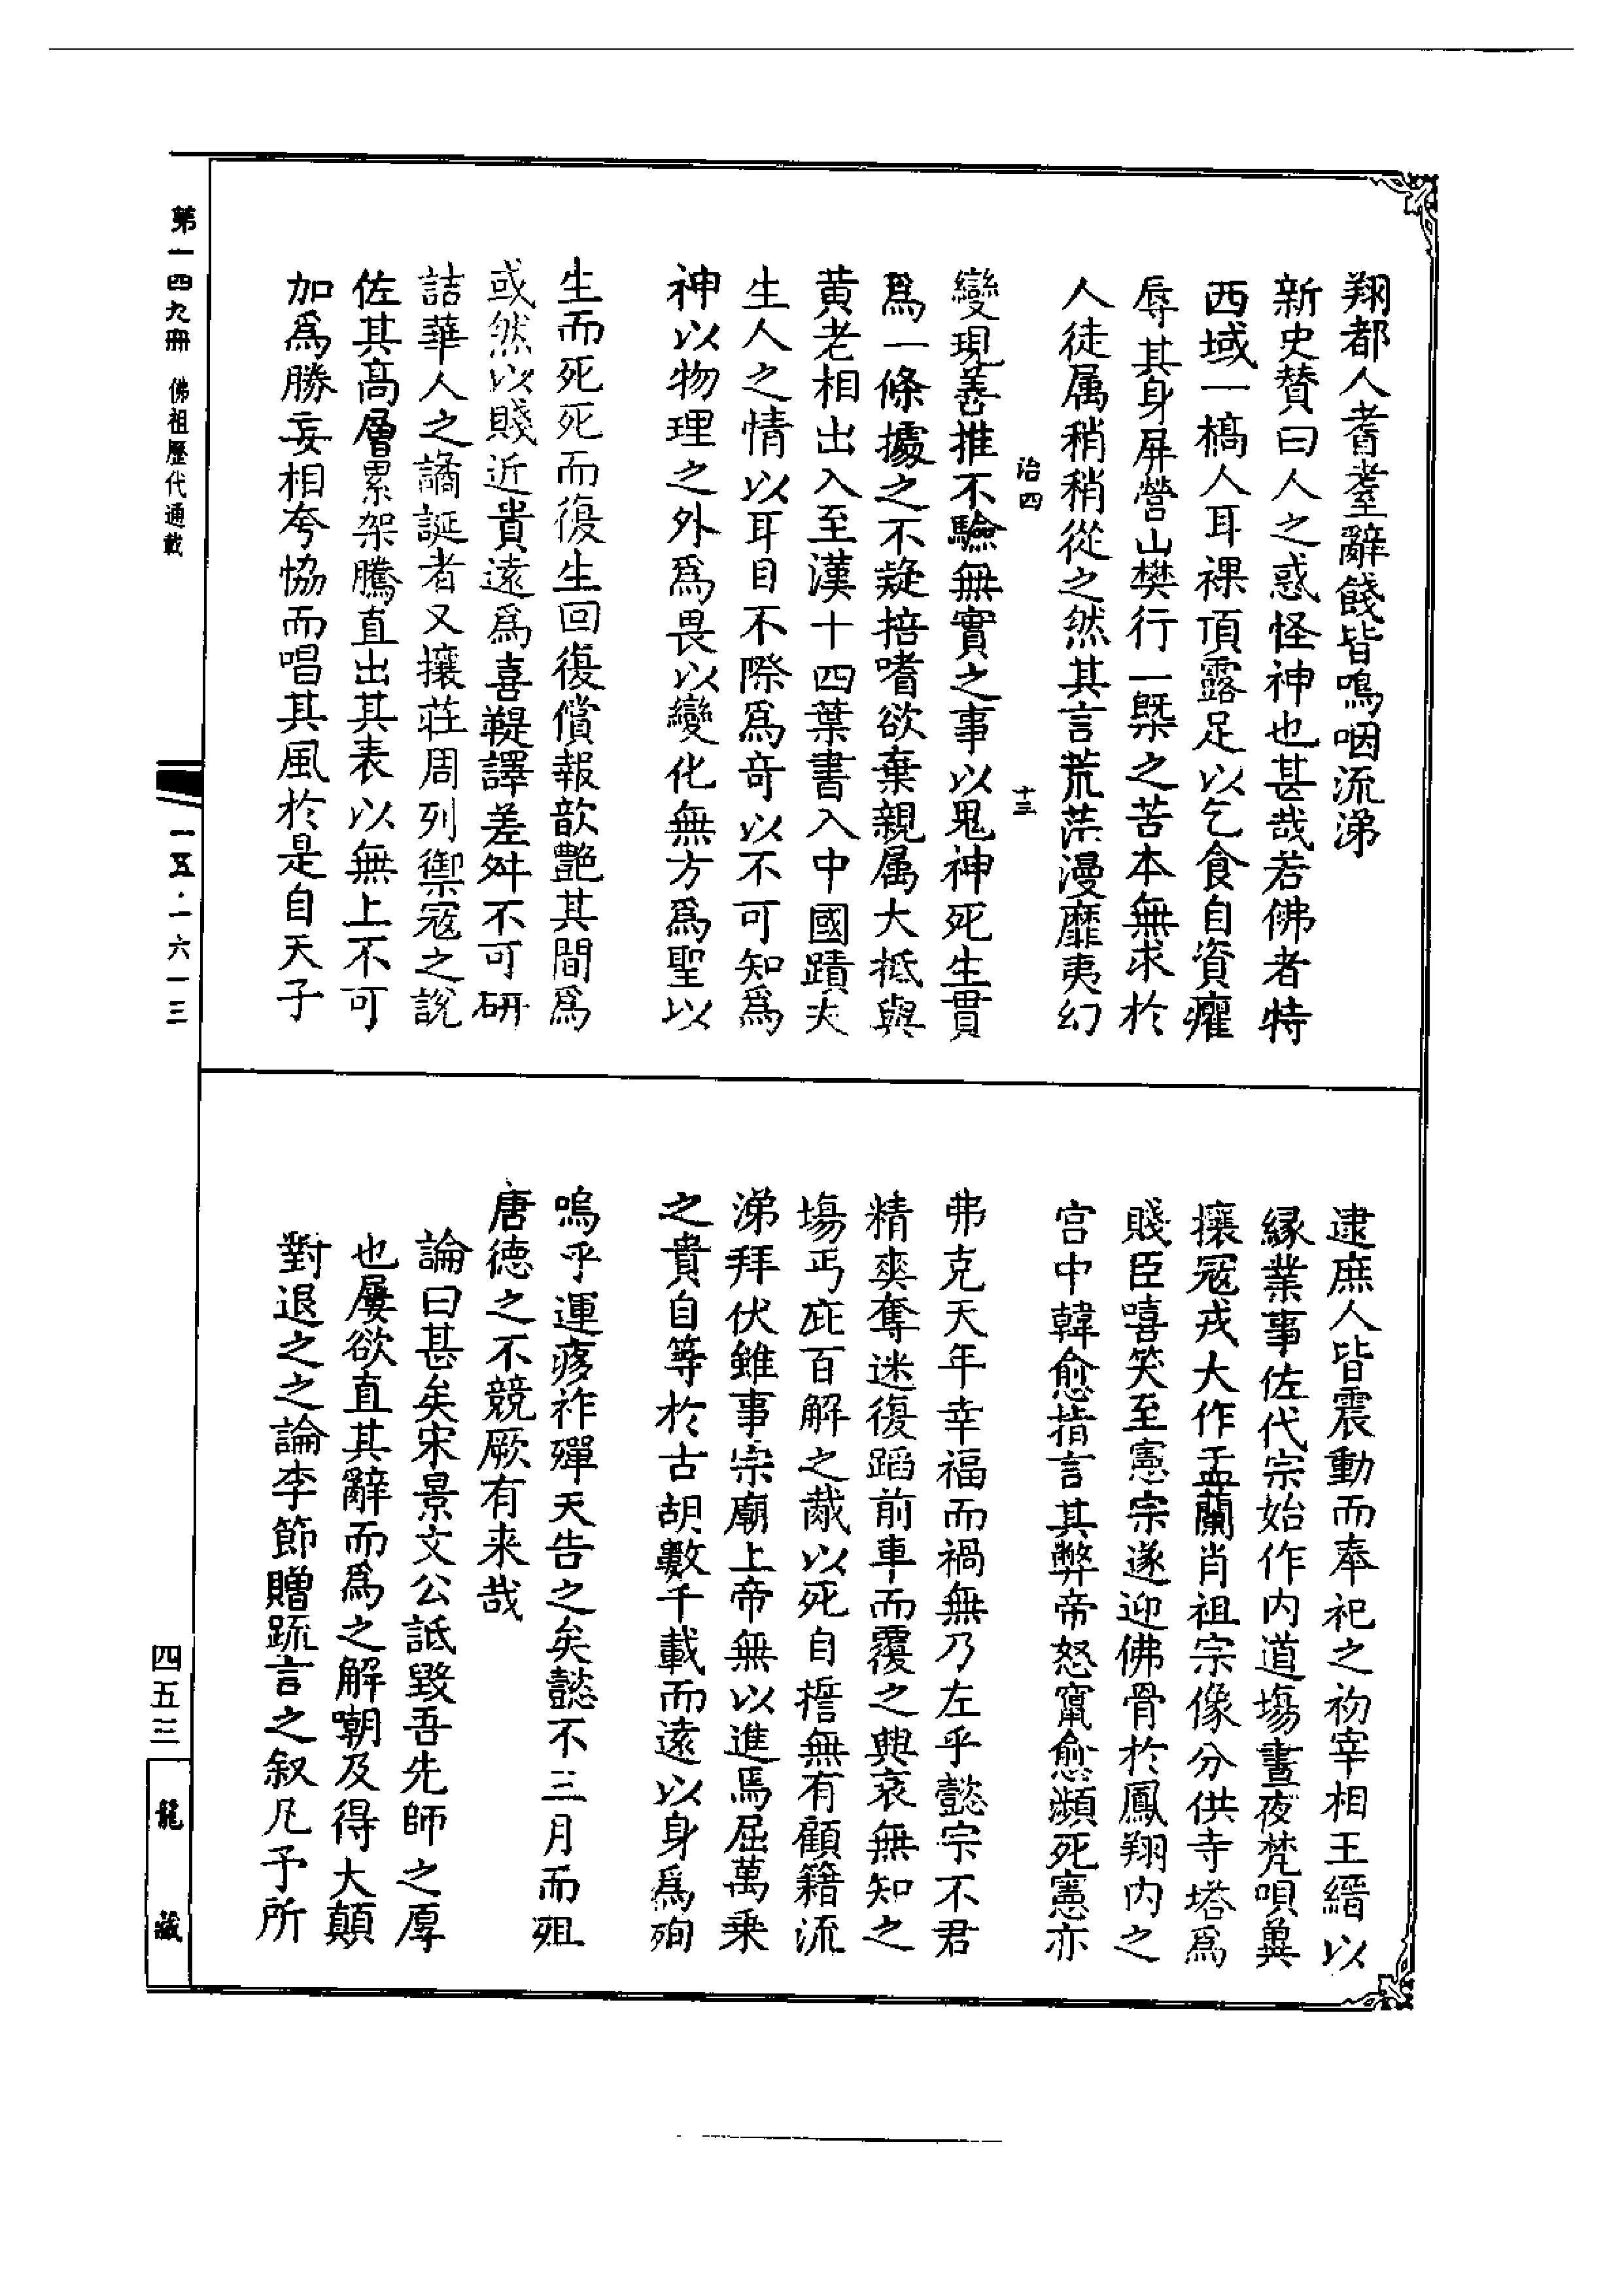 翔都人耆耋辭餞皆鳴咽流涕
新史贊曰人之惑怪神也甚哉若佛者特
西域一槁人耳裸頂露足以乞食自資癯
辱其身屏營山樊行一槩之苦本無求於
人徒属稍稍從之然其言荒茫漫靡夷幻
治四 十三
變現善推不驗無實之事以鬼神死生貫
爲一條據之不疑掊嗜欲棄親属大抵與
黄老相出入至漢十四葉書入中國蹟夫
生人之情以耳目不際爲竒以不可知爲
神以物理之外爲畏以變化無方爲聖以
生而死死而復生回復償報歆艷其間爲
或然以賤近貴遠爲喜鞮譯差舛不可研
詰華人之譎誕者又攘莊周列禦寇之說
佐其髙層累架騰直出其表以無上不可
加爲勝妄相夸恊而唱其風於是自天子
逮庶人皆震動而奉祀之初宰相王縉以
縁業事佐代宗始作内道塲晝夜梵唄兾
攘寇戎大作盂蘭肖祖宗像分供寺塔爲
賤臣嘻笑至憲宗遂迎佛骨於鳳翔内之
宫中韓愈指言其弊帝怒竄愈瀕死憲亦
弗克天年幸福而禍無乃左乎懿宗不君
精爽奪迷復蹈前車而覆之興哀無知之
塲丐庇百解之胾以死自誓無有顧籍流
涕拜伏雖事宗廟上帝無以進焉屈萬乗
之貴自等於古胡數千載而遠以身爲殉
嗚乎運痑祚殫天告之矣懿不三月而殂
唐德之不競厥有来哉
論曰甚矣宋景文公詆毀吾先師之厚
也屢欲直其辭而爲之解嘲及得大顛
對退之之論李節贈䟽言之叙凡予所
第一四九冊 佛祖歷代通載
一五·一六一三
四五三
龍藏